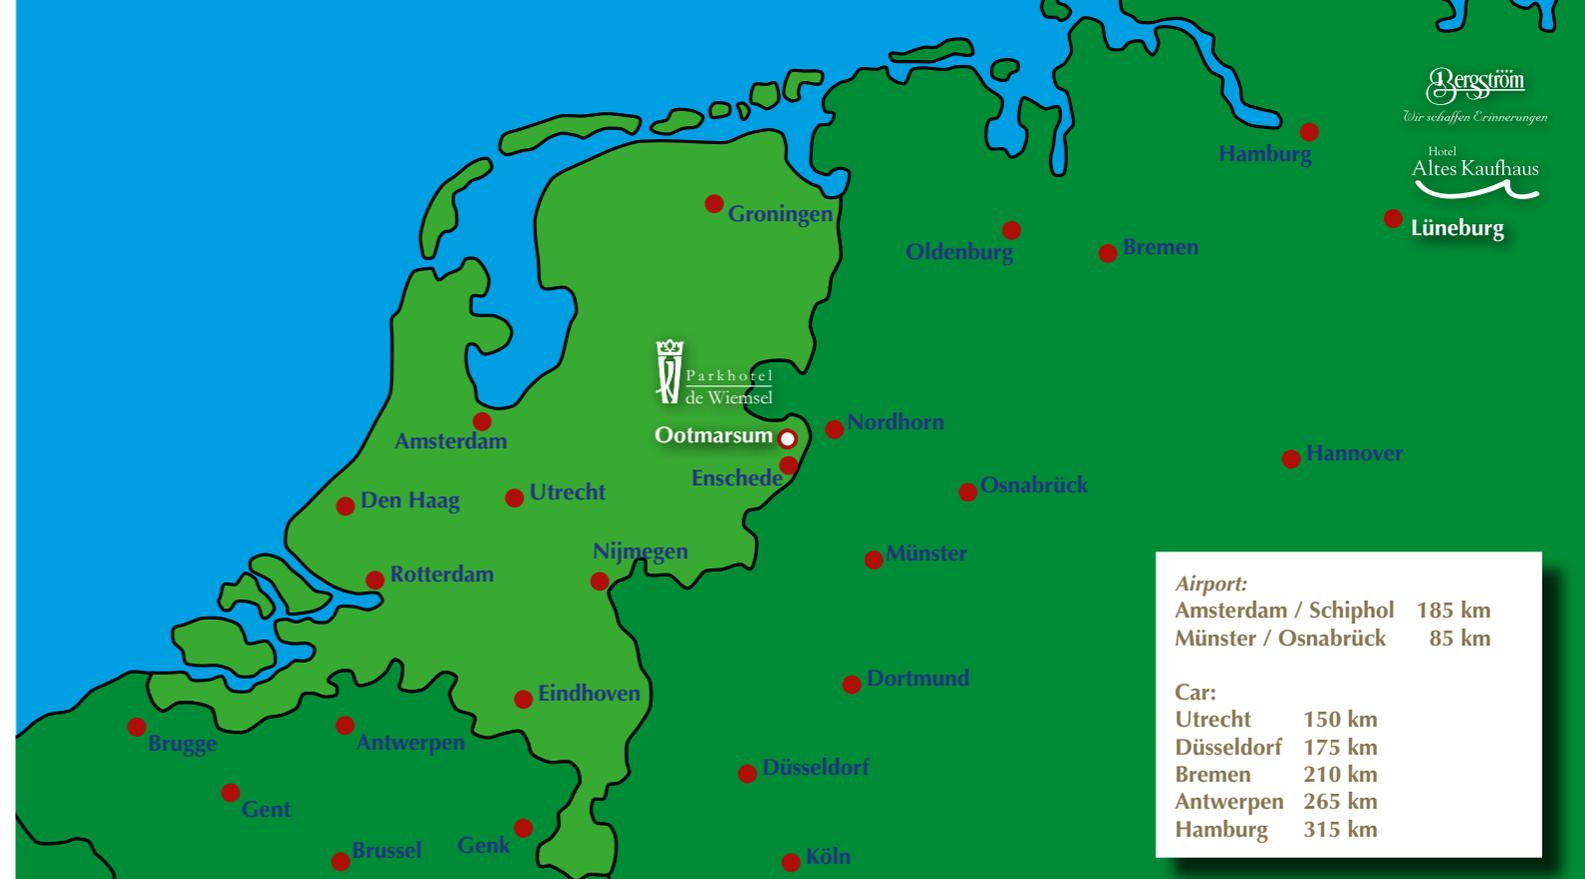 Bergström
Wir schaffen Erinnerungen
Hamburg
Hotel
Altes Kaufhaus
Groningen
Lüneburg
Oldenburg
Bremen
Parkhotel
de Wiemsel
Nordhorn
Ootmarsum
Amsterdam
Hannover
Enschede
Osnabrück
Den Haag
Utrecht
Nijmegen
Münster
Rotterdam
Dortmund
Eindhoven
Brugge
Antwerpen
Düsseldorf
Gent
Brussel
Genk
Köln
Airport:
Amsterdam / Schiphol 185 km
Münster / Osnabrück 85 km
Car:
Utrecht 150 km
Düsseldorf 175 km
Bremen 210 km
Antwerpen 265 km
Hamburg 315 km